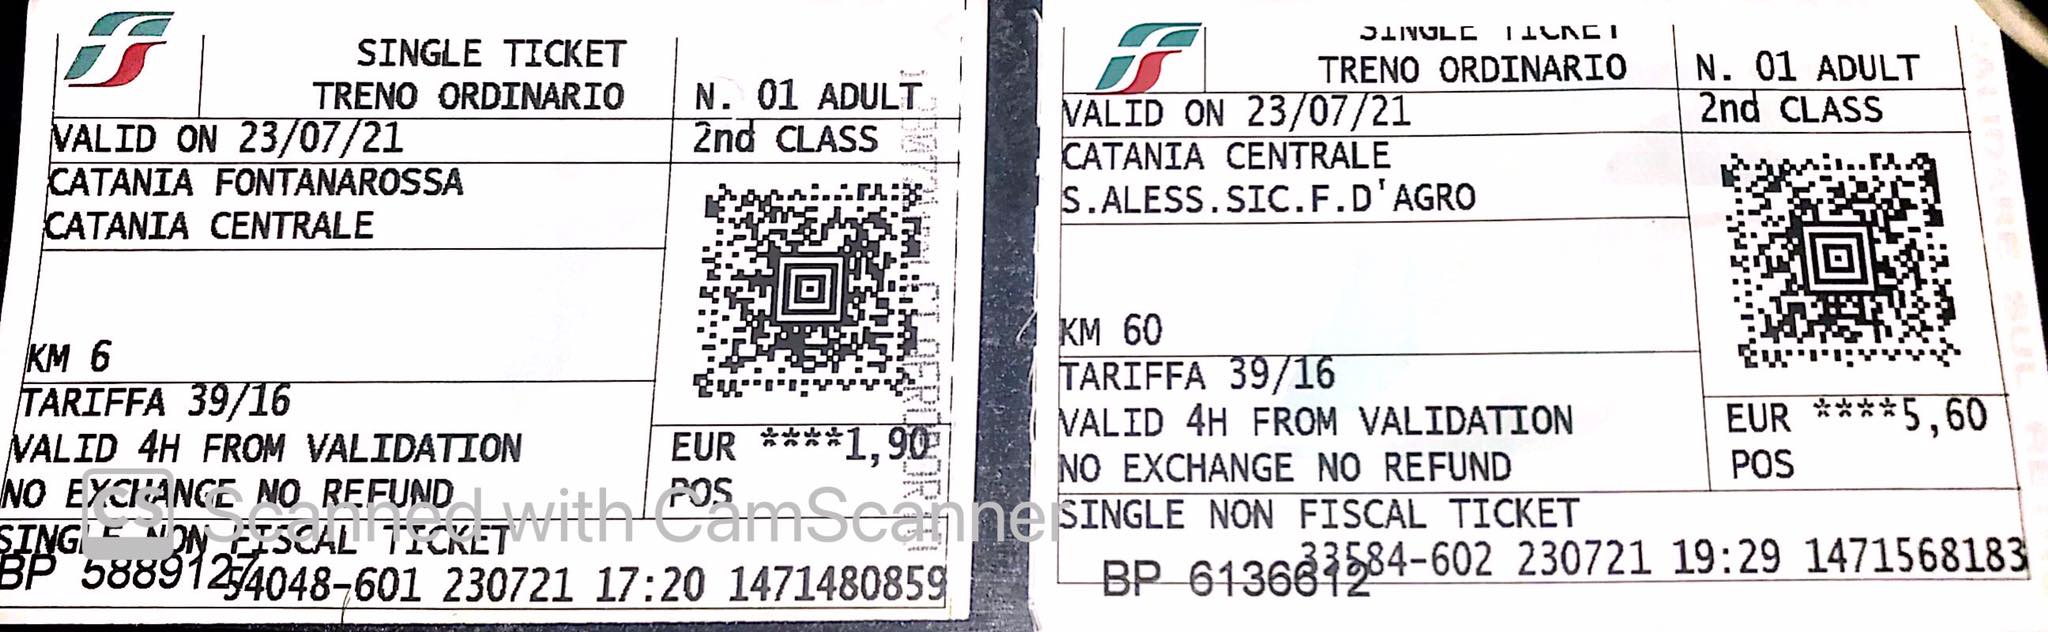 SINGLE TICKET
TRENO ORDINARIO
N. 01 ADULT
VALID ON 23/07/21
2nd CLASS
CATANIA FONTANAROSSA
CATANIA CENTRALE
KM 6
TARIFFA 39/16
VALID 4H FROM VALIDATION
EUR ****1,90
NO EXCHANGE NO REFUND
POS
SINGLE NON FISCAL TICKET
BP 5889127
54048-601 230721 17:20 1471480859
CS Scanned with CamScanner
SINGLE TICKET
TRENO ORDINARIO
N. 01 ADULT
VALID ON 23/07/21
2nd CLASS
CATANIA CENTRALE
S.ALESS.SIC.F.D'AGRO
KM 60
TARIFFA 39/16
VALID 4H FROM VALIDATION
EUR ****5,60
NO EXCHANGE NO REFUND
POS
SINGLE NON FISCAL TICKET
33584-602 230721 19:29 1471568183
BP 6136612